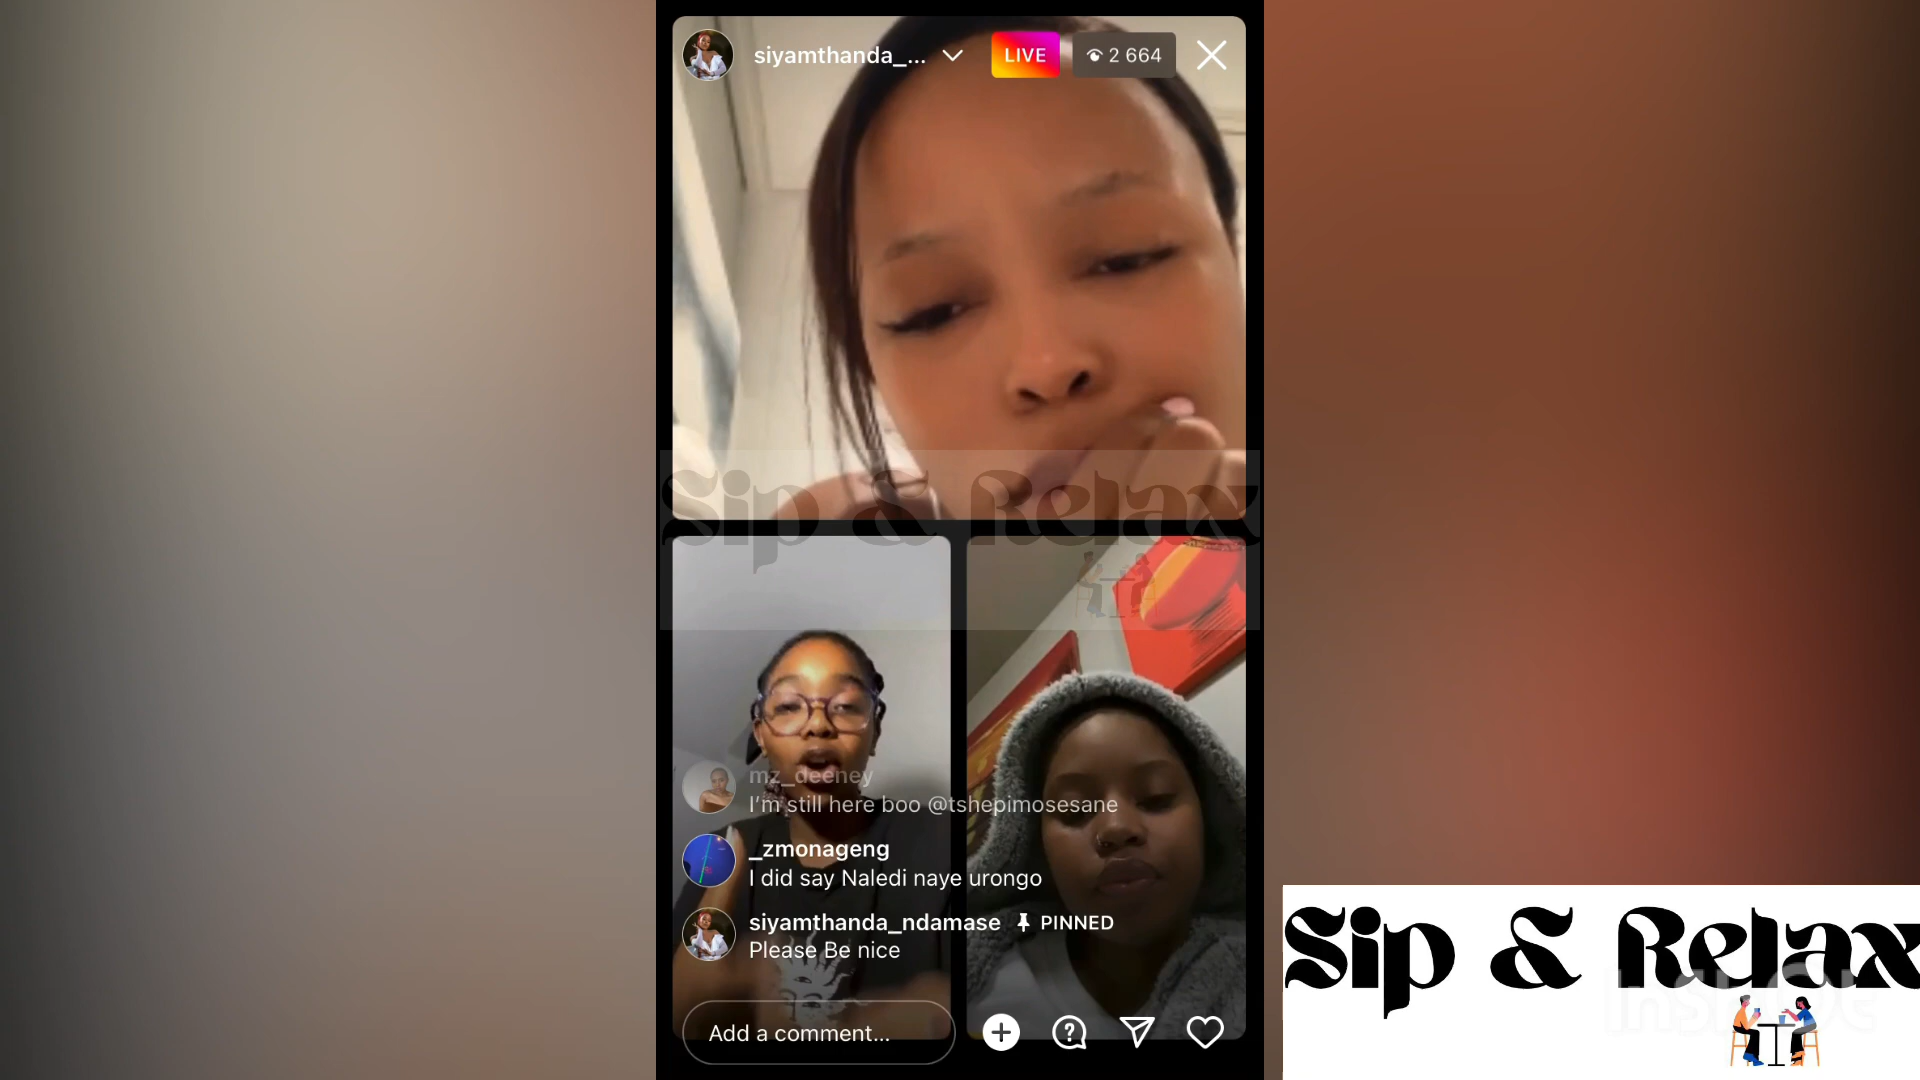 siyamthanda_...
LIVE
2 664
Sip & Relax
mz_deeney
I'm still here boo @tshepimosesane
_zmonageng
I did say Naledi naye urongo
siyamthanda_ndamase PINNED
Please Be nice
Add a comment...
Sip & Relax
InShOt